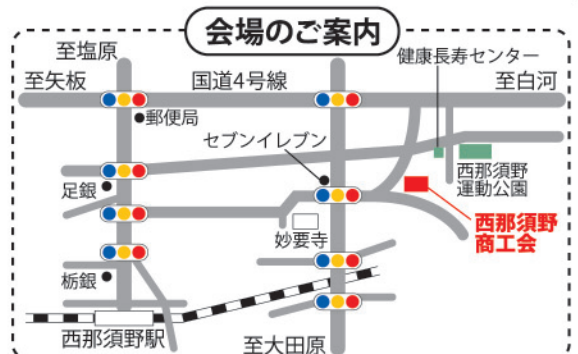 会場のご案内
至塩原
健康長寿センター
至矢板
国道4号線
至白河
●郵便局
セブンイレブン
足銀●
西那須野
運動公園
西那須野
商工会
妙要寺
栃銀●
西那須野駅
至大田原